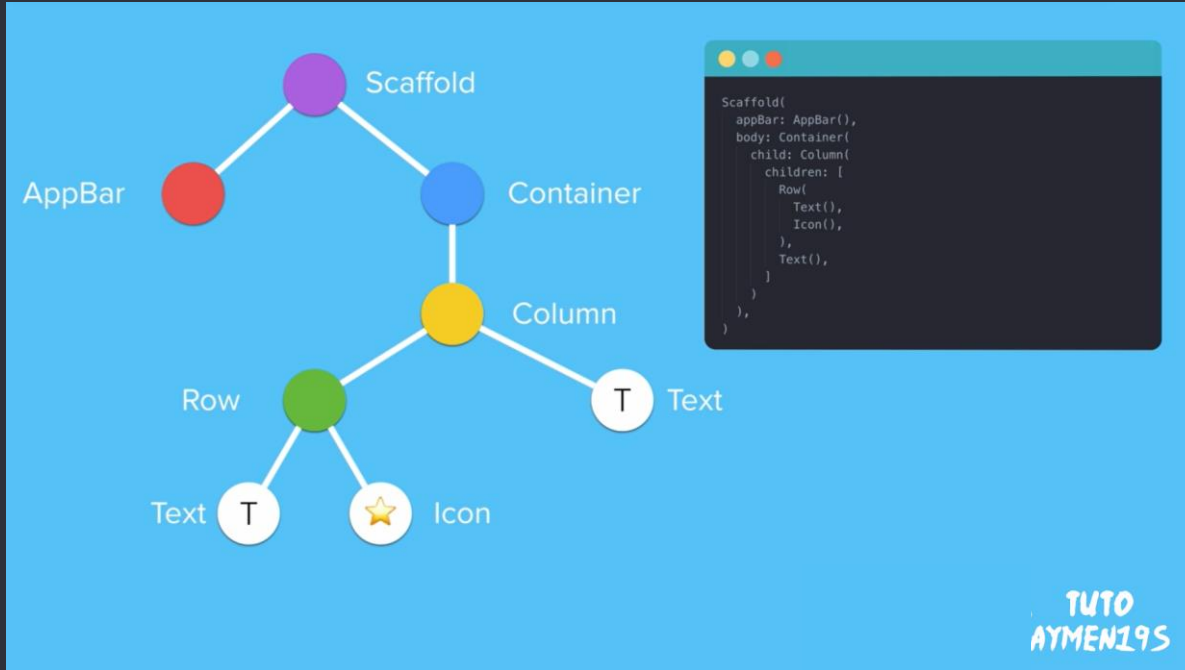 Scaffold
AppBar
Container
Column
Row
T
Text
Text
T
Icon
Scaffold(
  appBar: AppBar(),
  body: Container(
    child: Column(
      children: [
        Row(
          Text(),
          Icon(),
        ),
        Text(),
      ]
    )
  ),
)
TUTO
AYMEN19S